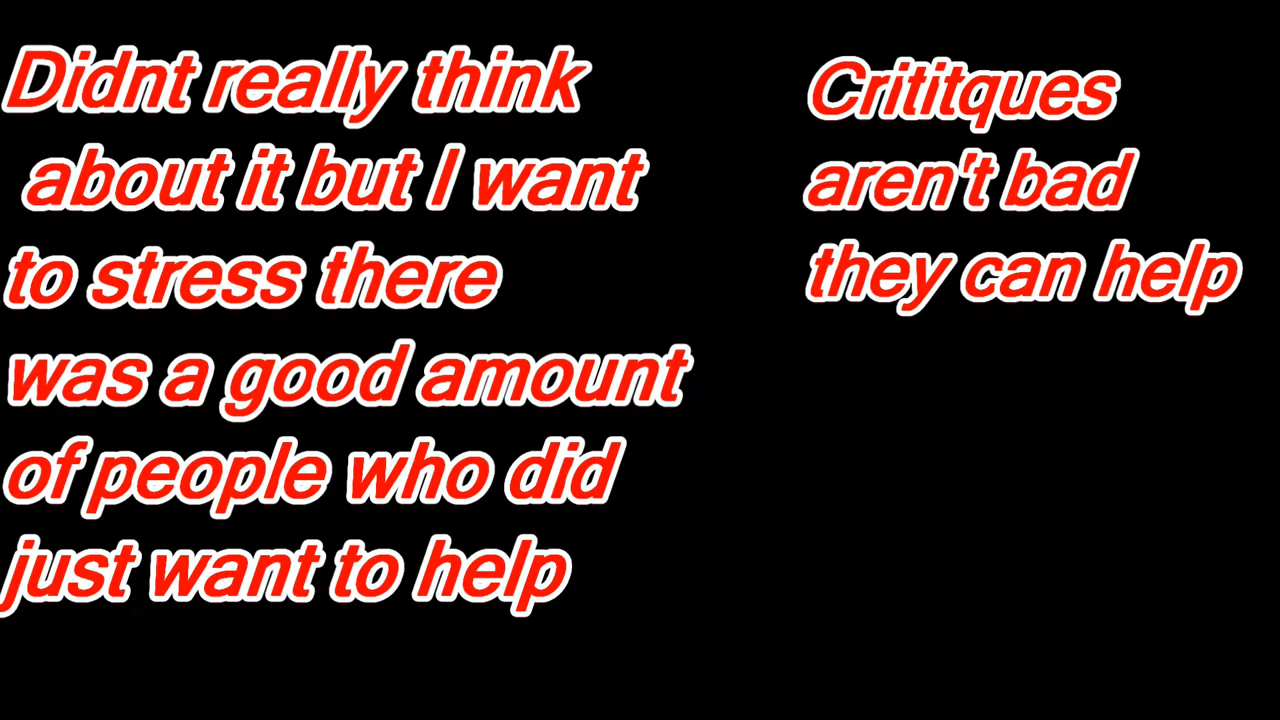 Didnt really think
about it but I want
to stress there
was a good amount
of people who did
just want to help
Crititques
aren't bad
they can help